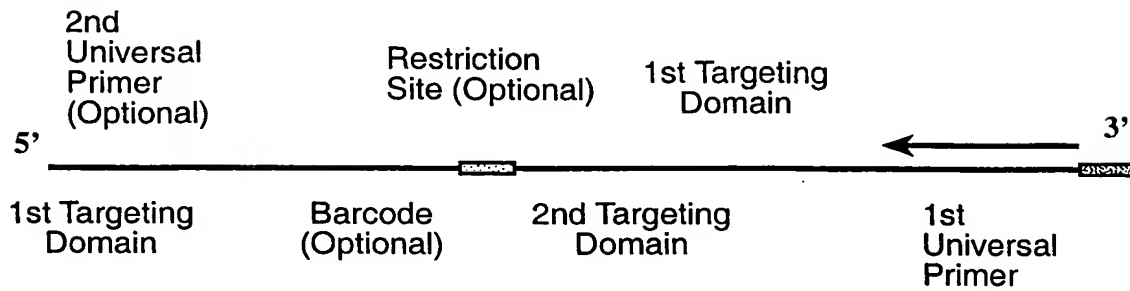 2nd
Universal
Primer
(Optional)
Restriction
Site (Optional)
1st Targeting
Domain
5’
3’
1st Targeting
Domain
Barcode
(Optional)
2nd Targeting
Domain
1st
Universal
Primer